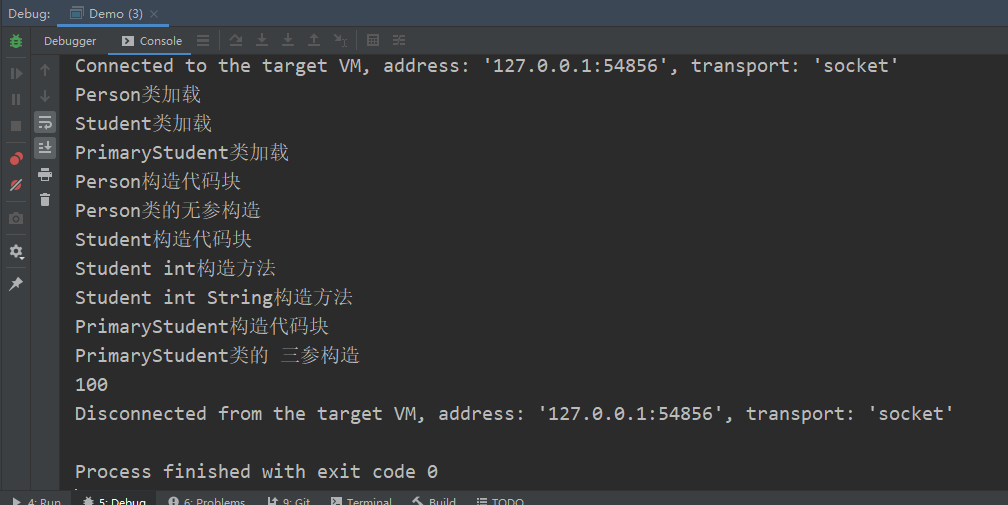 Debug: Demo (3)
Debugger Console
Connected to the target VM, address: '127.0.0.1:54856', transport: 'socket'
Person类加载
Student类加载
PrimaryStudent类加载
Person构造代码块
Person类的无参构造
Student构造代码块
Student int构造方法
Student int String构造方法
PrimaryStudent构造代码块
PrimaryStudent类的 三参构造
100
Disconnected from the target VM, address: '127.0.0.1:54856', transport: 'socket'
Process finished with exit code 0
4: Run 5: Debug 6: Problems 9: Git Terminal Build TODO